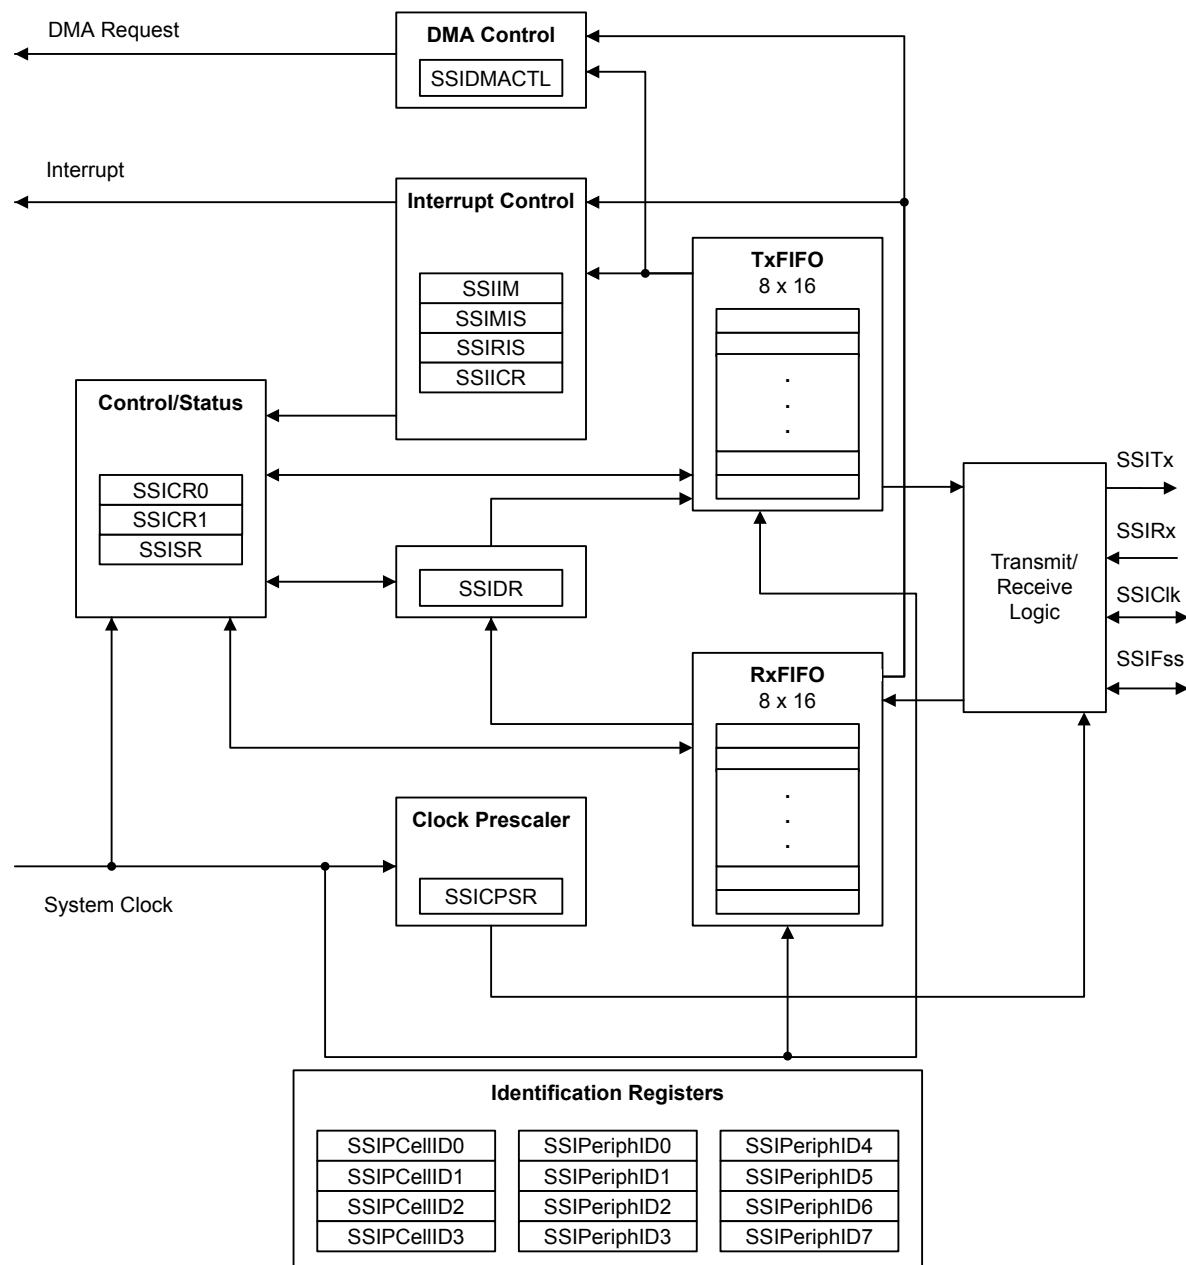 DMA Request
DMA Control
SSIDMACTL
Interrupt
Interrupt Control
SSIIM
SSIMIS
SSIRIS
SSIICR
TxFIFO
8 x 16
.
.
.
Control/Status
SSICR0
SSICR1
SSISR
SSIDR
Transmit/
Receive
Logic
SSITx
SSIRx
SSIClk
SSIFss
RxFIFO
8 x 16
.
.
.
Clock Prescaler
SSICPSR
System Clock
Identification Registers
SSIPCellID0
SSIPCellID1
SSIPCellID2
SSIPCellID3
SSIPeriphID0
SSIPeriphID1
SSIPeriphID2
SSIPeriphID3
SSIPeriphID4
SSIPeriphID5
SSIPeriphID6
SSIPeriphID7